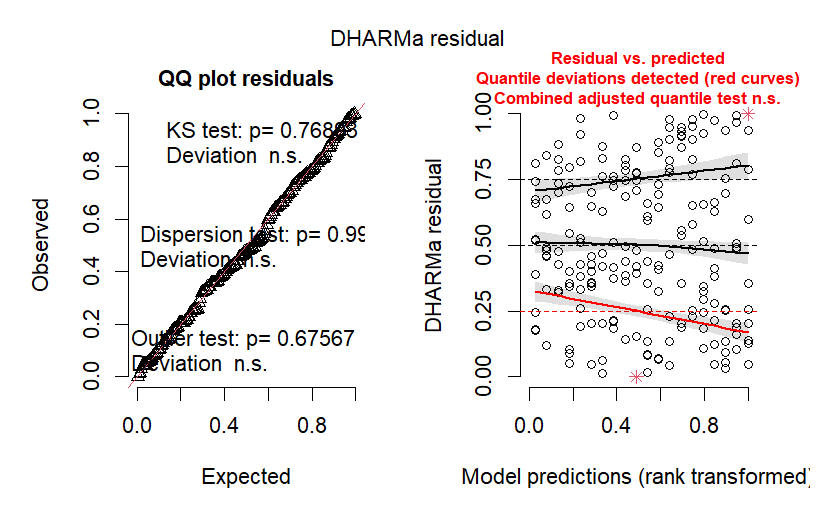 DHARMa residual
QQ plot residuals
KS test: p= 0.76893
Deviation n.s.
Dispersion test: p= 0.99
Deviation n.s.
Outlier test: p= 0.67567
Deviation n.s.
Observed
0.0 0.2 0.4 0.6 0.8 1.0
0.0 0.4 0.8
Expected
Residual vs. predicted
Quantile deviations detected (red curves)
Combined adjusted quantile test n.s.
DHARMa residual
0.00 0.25 0.50 0.75 1.00
0.0 0.4 0.8
Model predictions (rank transformed)